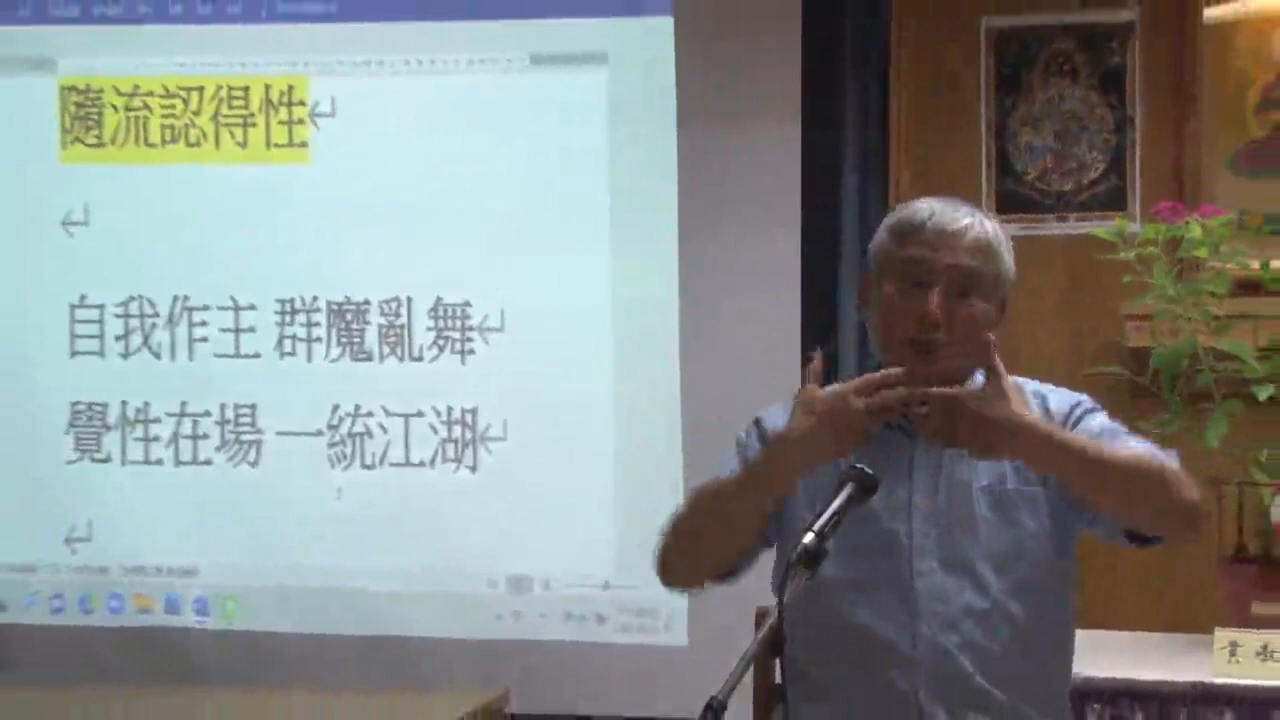 隨流認得性
自我作主 群魔亂舞
覺性在場 一統江湖